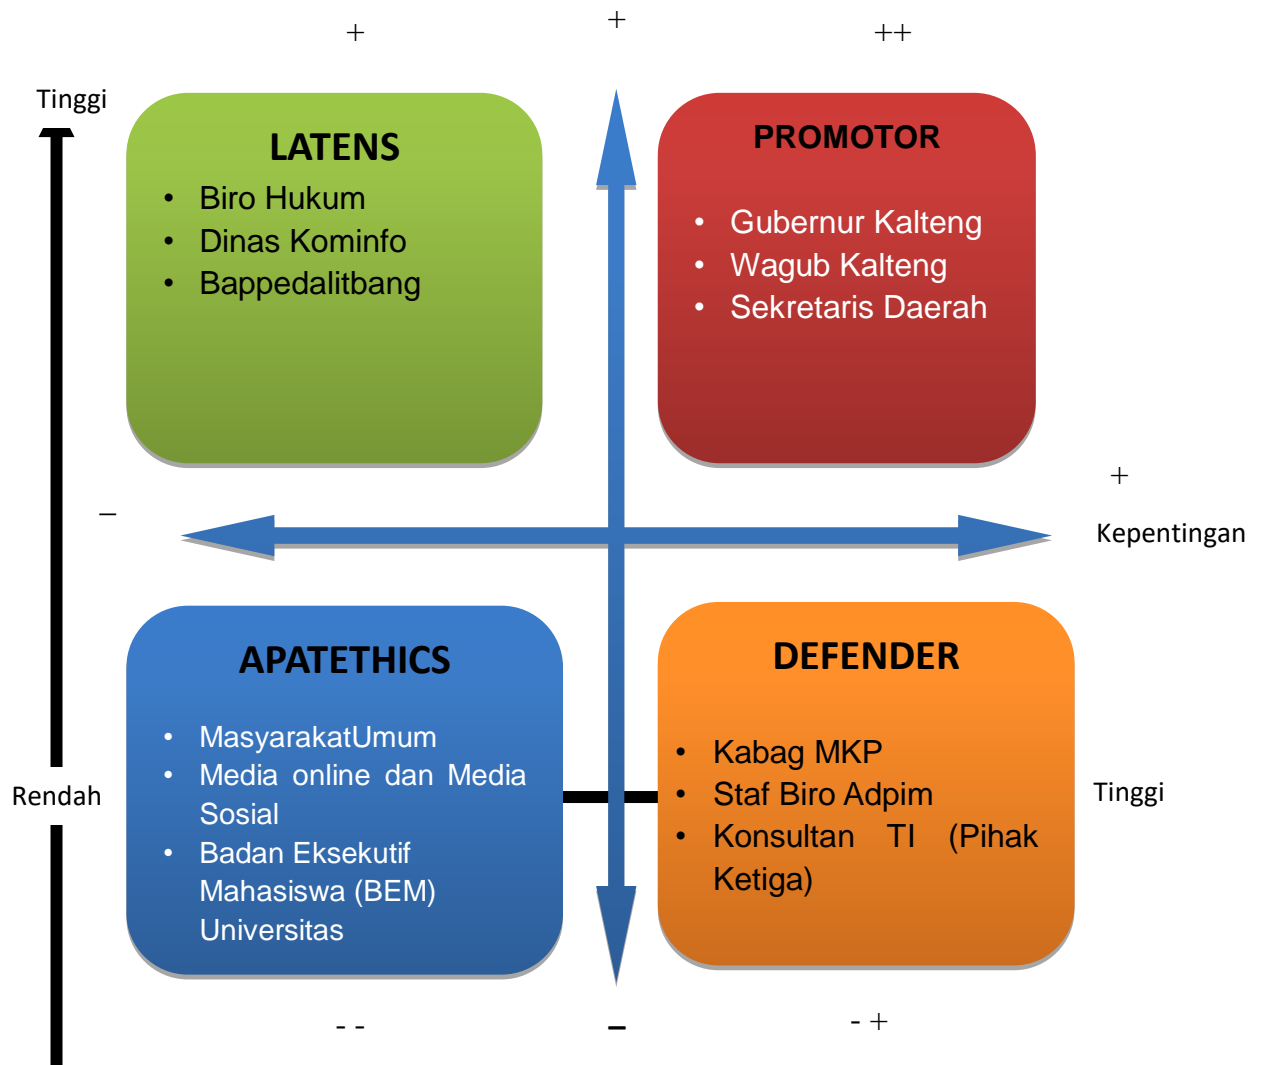 +
+
++
Tinggi
LATENS
• Biro Hukum
• Dinas Kominfo
• Bappedalitbang
PROMOTOR
• Gubernur Kalteng
• Wagub Kalteng
• Sekretaris Daerah
+
–
Kepentingan
APATETHICS
• MasyarakatUmum
• Media online dan Media
Sosial
• Badan Eksekutif
Mahasiswa (BEM)
Universitas
DEFENDER
• Kabag MKP
• Staf Biro Adpim
• Konsultan TI (Pihak
Ketiga)
Rendah
Tinggi
- -
–
- +